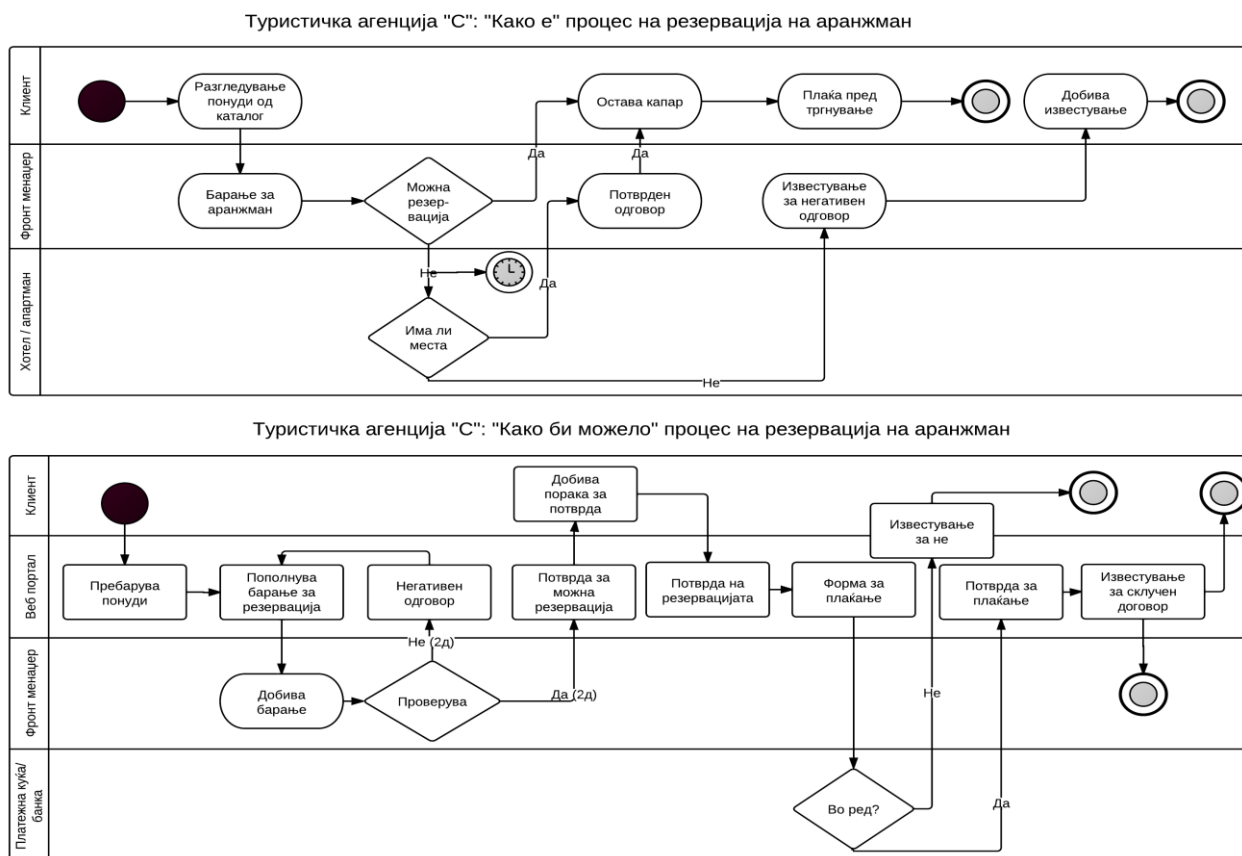 Туристичка агенција "С": "Како е" процес на резервација на аранжман
Клиент
Разгледување
понуди од
каталог
Остава капар
Плаќа пред
тргнување
Добива
известување
Да
Да
Фронт менаџер
Барање за
аранжман
Можна
резер-
вација
Потврден
одговор
Известување
за негативен
одговор
Не
Да
Хотел / апартман
Има ли
места
Не
Туристичка агенција "С": "Како би можело" процес на резервација на аранжман
Клиент
Добива
порака за
потврда
Известување
за не
Веб портал
Пребарува
понуди
Пополнува
барање за
резервација
Негативен
одговор
Потврда за
можна
резервација
Потврда на
резервацијата
Форма за
плаќање
Потврда за
плаќање
Известување
за склучен
договор
Не (2д)
Фронт менаџер
Добива
барање
Проверува
Да (2д)
Не
Платежна куќа/
банка
Во ред?
Да